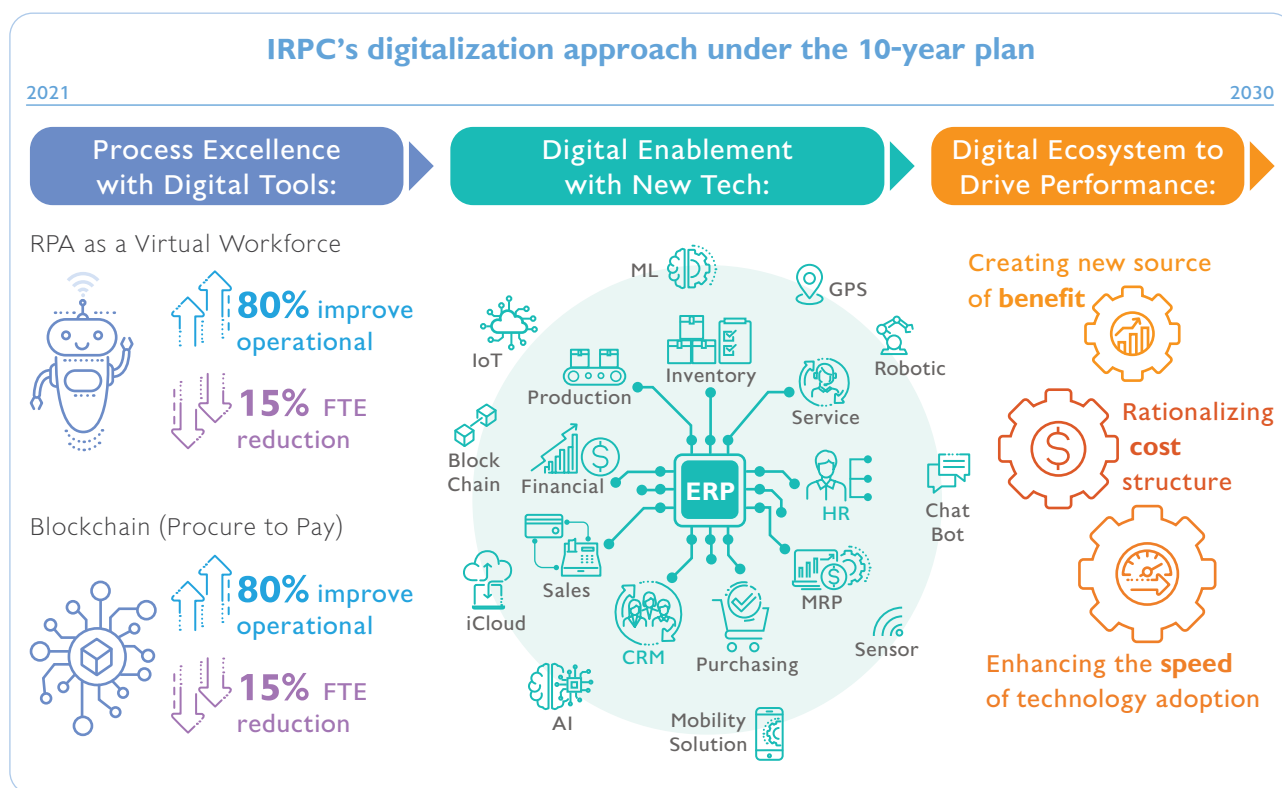 IRPC's digitalization approach under the 10-year plan
2021
2030
Process Excellence
with Digital Tools:
RPA as a Virtual Workforce
80% improve
operational
15% FTE
reduction
Blockchain (Procure to Pay)
80% improve
operational
15% FTE
reduction
Digital Enablement
with New Tech:
ML
GPS
IoT
Robotic
Production
Inventory
Service
Block
Chain
Financial
ERP
HR
Chat
Bot
Sales
MRP
iCloud
CRM
Purchasing
Sensor
AI
Mobility
Solution
Digital Ecosystem to
Drive Performance:
Creating new source
of benefit
Rationalizing
cost
structure
Enhancing the speed
of technology adoption